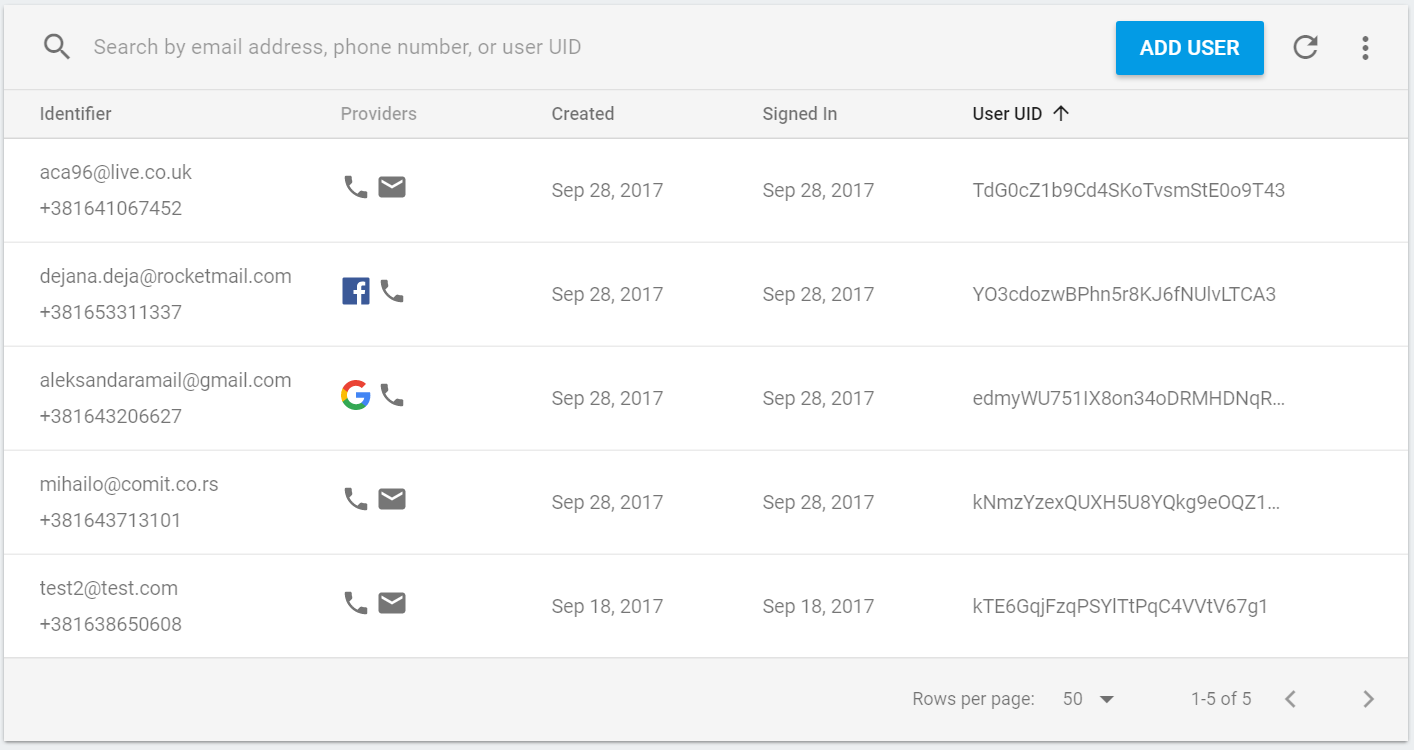 Search by email address, phone number, or user UID
ADD USER
Identifier Providers Created Signed In User UID
aca96@live.co.uk
+381641067452
Sep 28, 2017 Sep 28, 2017 TdG0cZ1b9Cd4SKoTvsmStE0o9T43
dejana.deja@rocketmail.com
+381653311337
Sep 28, 2017 Sep 28, 2017 YO3cdozwBPhn5r8KJ6fNUlvLTCA3
aleksandaramail@gmail.com
+381643206627
Sep 28, 2017 Sep 28, 2017 edmyWU751IX8on34oDRMHDNqR...
mihailo@comit.co.rs
+381643713101
Sep 28, 2017 Sep 28, 2017 kNmzYzexQUXH5U8YQkg9eOQZ1...
test2@test.com
+381638650608
Sep 18, 2017 Sep 18, 2017 kTE6GqjFzqPSYlTtPqC4VVtV67g1
Rows per page: 50 1-5 of 5